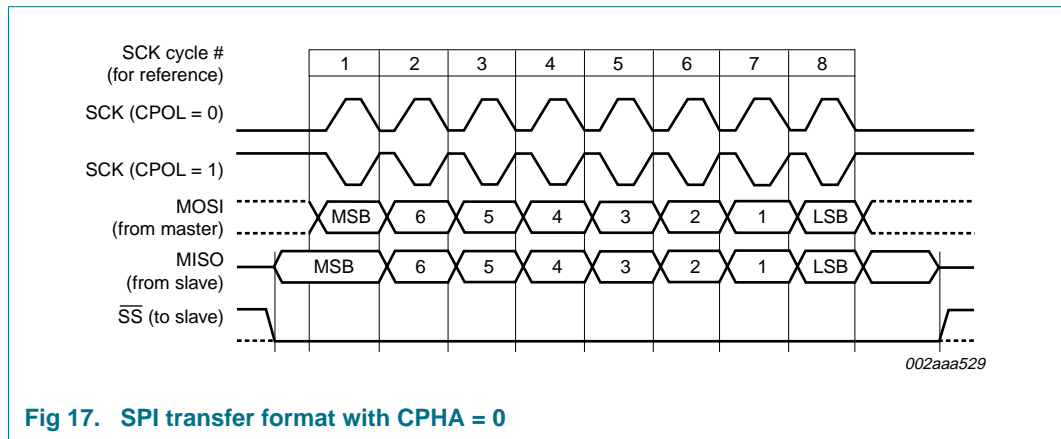 SCK cycle #
(for reference)
1 2 3 4 5 6 7 8
SCK (CPOL = 0)
SCK (CPOL = 1)
MOSI
(from master)
MSB 6 5 4 3 2 1 LSB
MISO
(from slave)
MSB 6 5 4 3 2 1 LSB
SS (to slave)
002aaa529
Fig 17. SPI transfer format with CPHA = 0